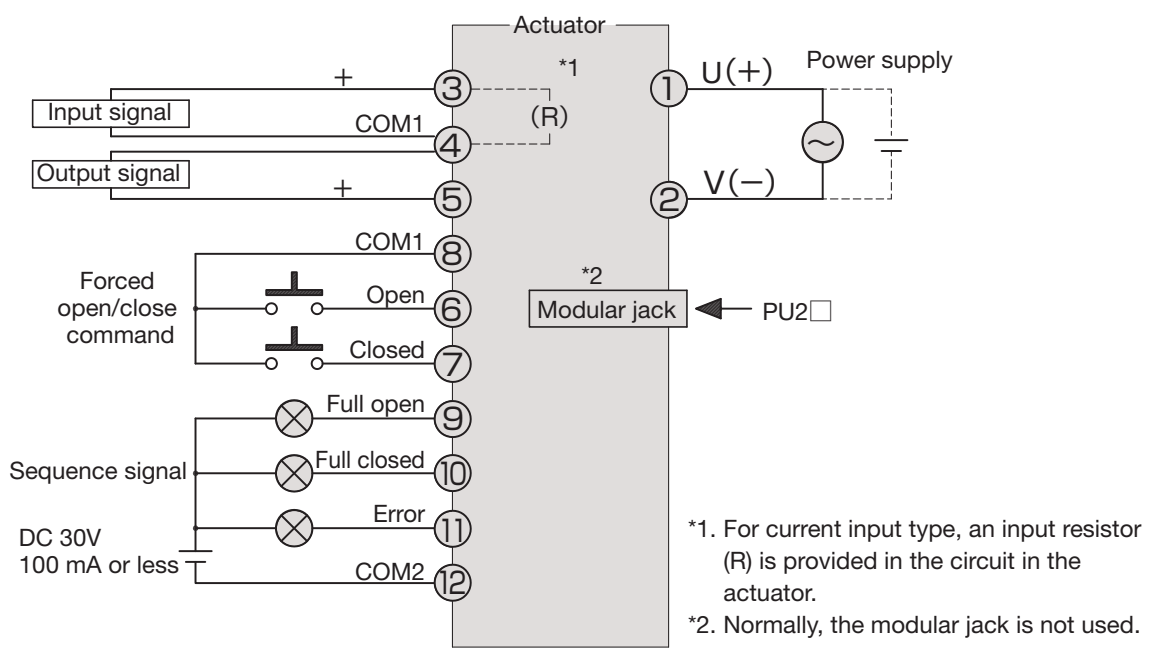 Actuator
*1
+
3
Input signal
(R)
COM1
4
Output signal
+
5
1
U(+)
Power supply
2
V(−)
COM1
8
Forced
open/close
command
Open
6
Closed
7
*2
Modular jack
PU2□
Full open
9
Sequence signal
Full closed
10
Error
11
DC 30V
100 mA or less
COM2
12
*1. For current input type, an input resistor
(R) is provided in the circuit in the
actuator.
*2. Normally, the modular jack is not used.